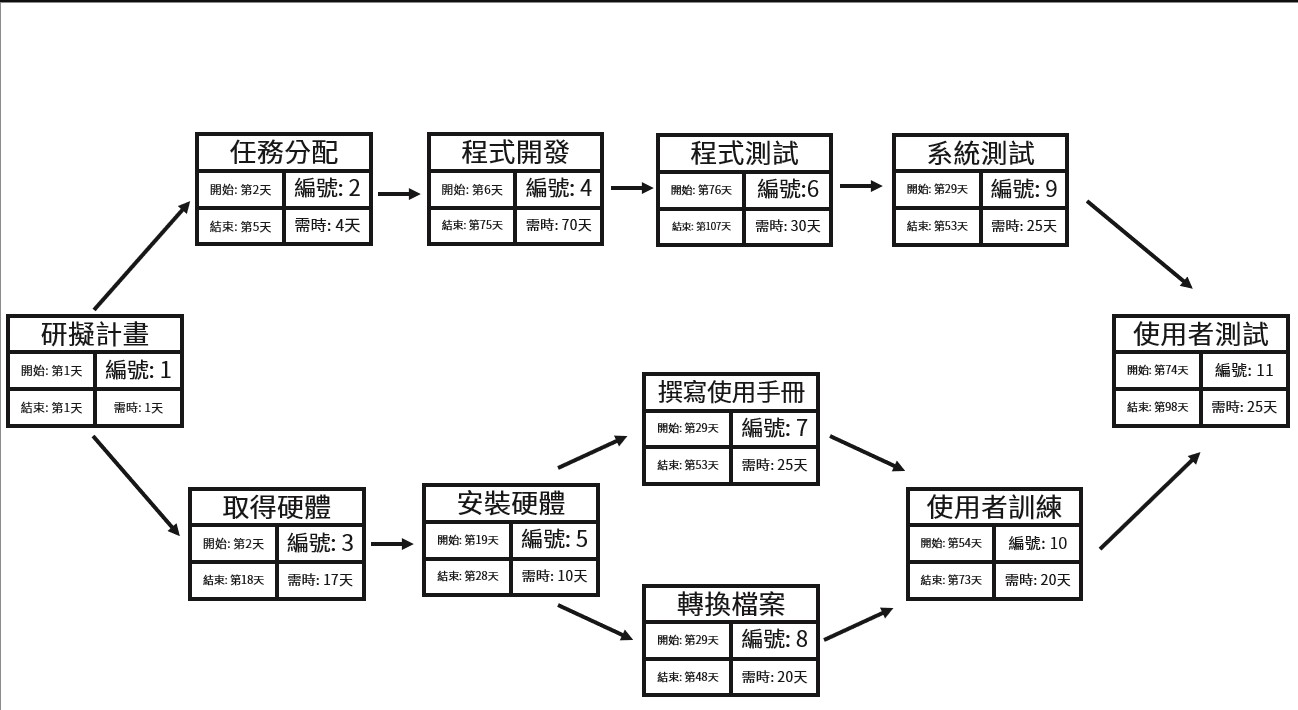 任務分配
開始: 第2天
編號: 2
結束: 第5天
需時: 4天
程式開發
開始: 第6天
編號: 4
結束: 第75天
需時: 70天
程式測試
開始: 第76天
編號:6
結束: 第107天
需時: 30天
系統測試
開始: 第29天
編號: 9
結束: 第53天
需時: 25天
研擬計畫
開始: 第1天
編號: 1
結束: 第1天
需時: 1天
使用者測試
開始: 第74天
編號: 11
結束: 第98天
需時: 25天
取得硬體
開始: 第2天
編號: 3
結束: 第18天
需時: 17天
安裝硬體
開始: 第19天
編號: 5
結束: 第28天
需時: 10天
撰寫使用手冊
開始: 第29天
編號: 7
結束: 第53天
需時: 25天
轉換檔案
開始: 第29天
編號: 8
結束: 第48天
需時: 20天
使用者訓練
開始: 第54天
編號: 10
結束: 第73天
需時: 20天